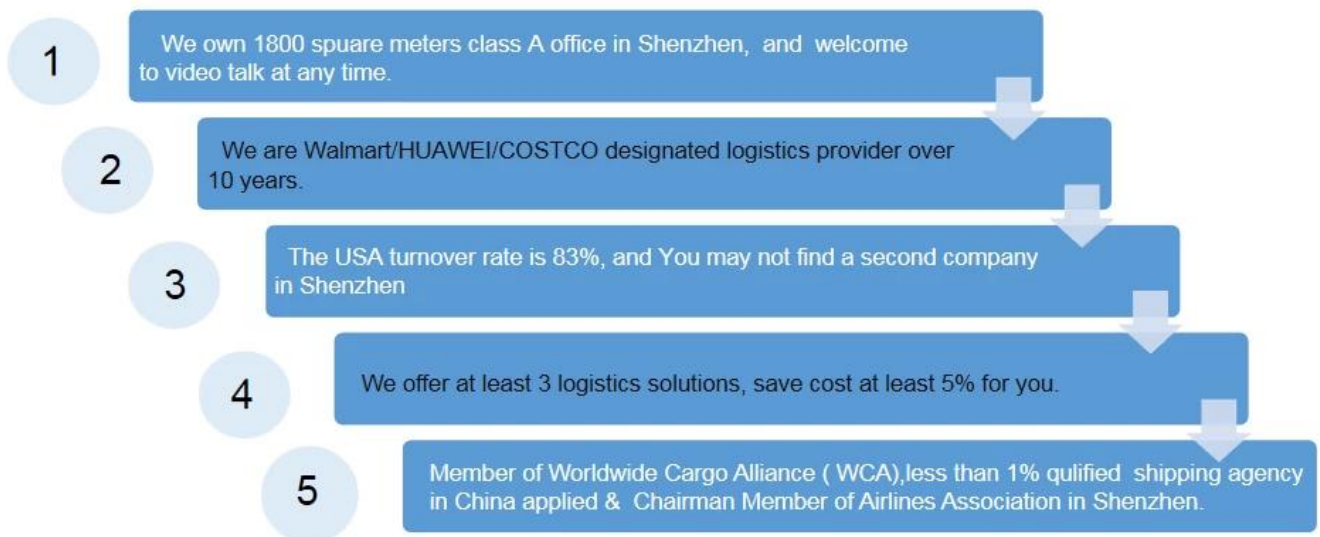 1
We own 1800 spuare meters class A office in Shenzhen, and welcome
to video talk at any time.
2
We are Walmart/HUAWEI/COSTCO designated logistics provider over
10 years.
3
The USA turnover rate is 83%, and You may not find a second company
in Shenzhen
4
We offer at least 3 logistics solutions, save cost at least 5% for you.
5
Member of Worldwide Cargo Alliance ( WCA),less than 1% qulified shipping agency
in China applied & Chairman Member of Airlines Association in Shenzhen.